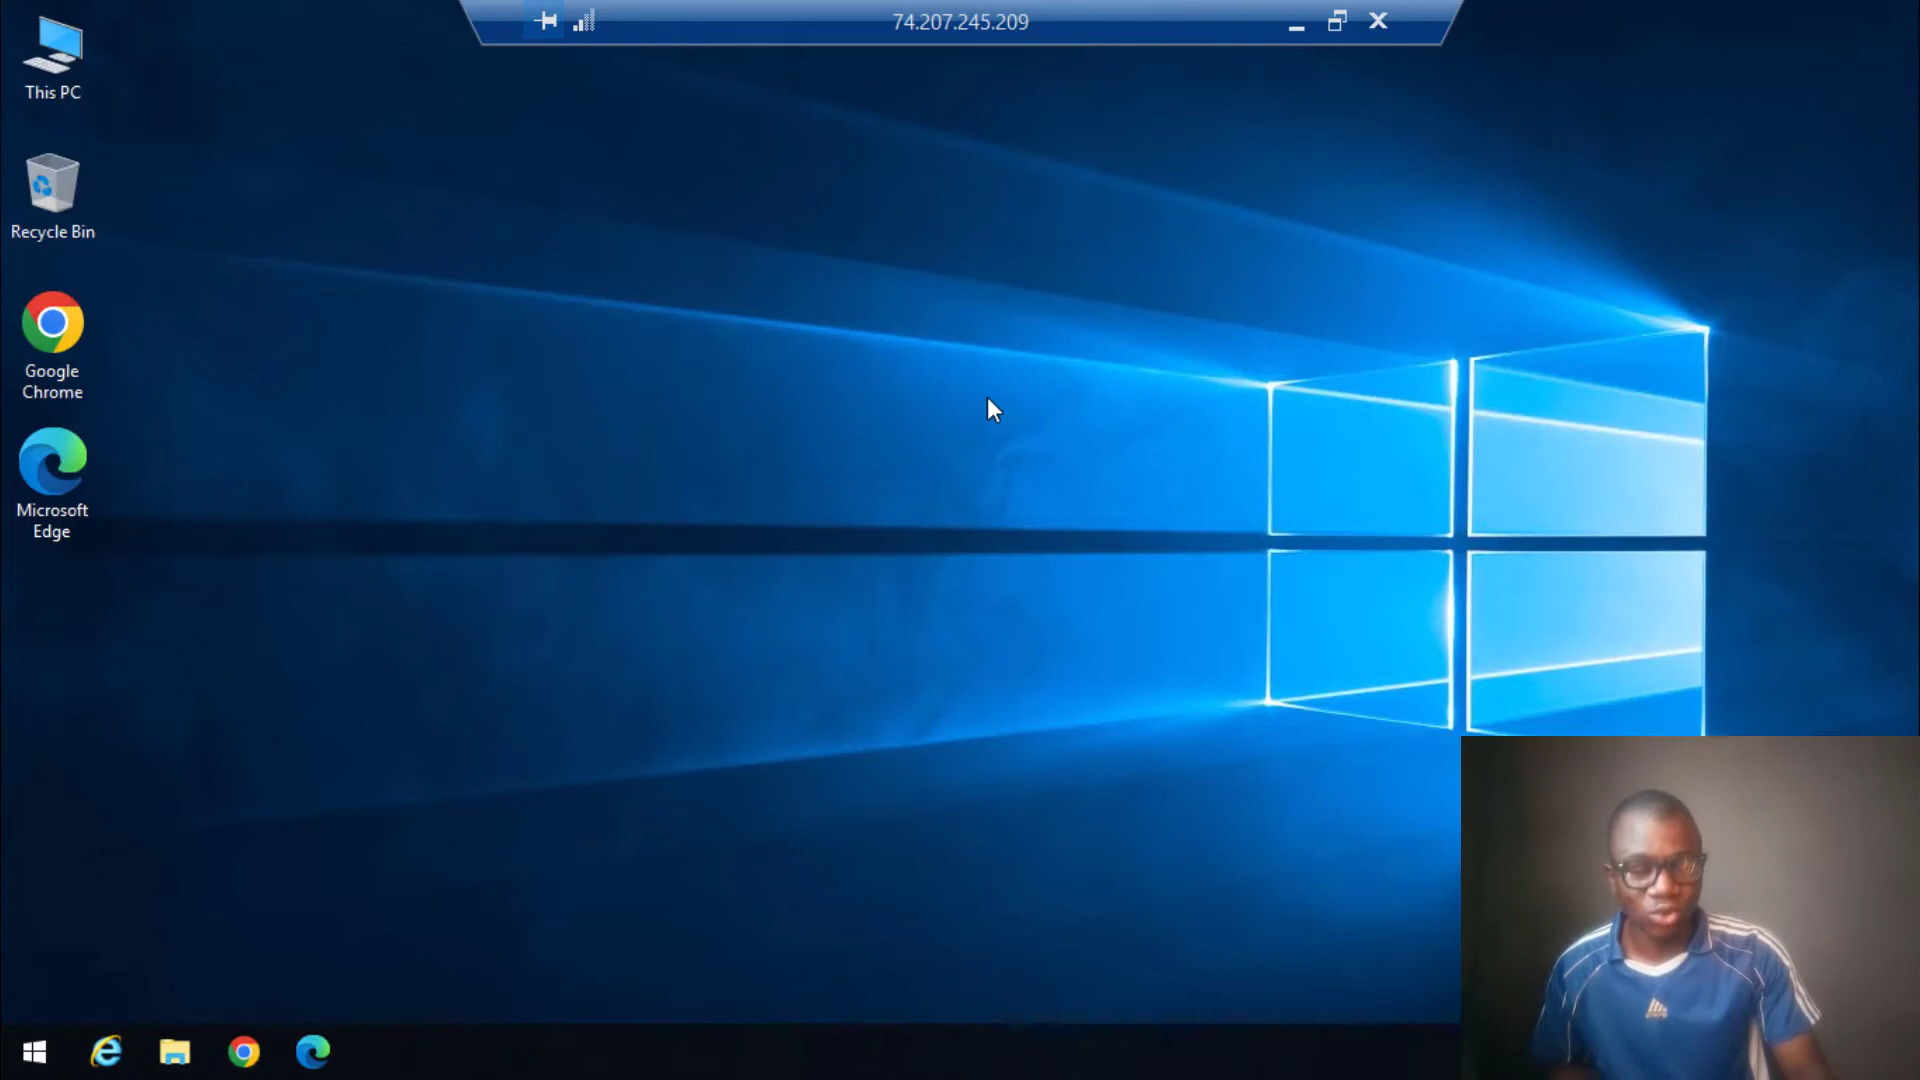 74.207.245.209
This PC
Recycle Bin
Google
Chrome
Microsoft
Edge